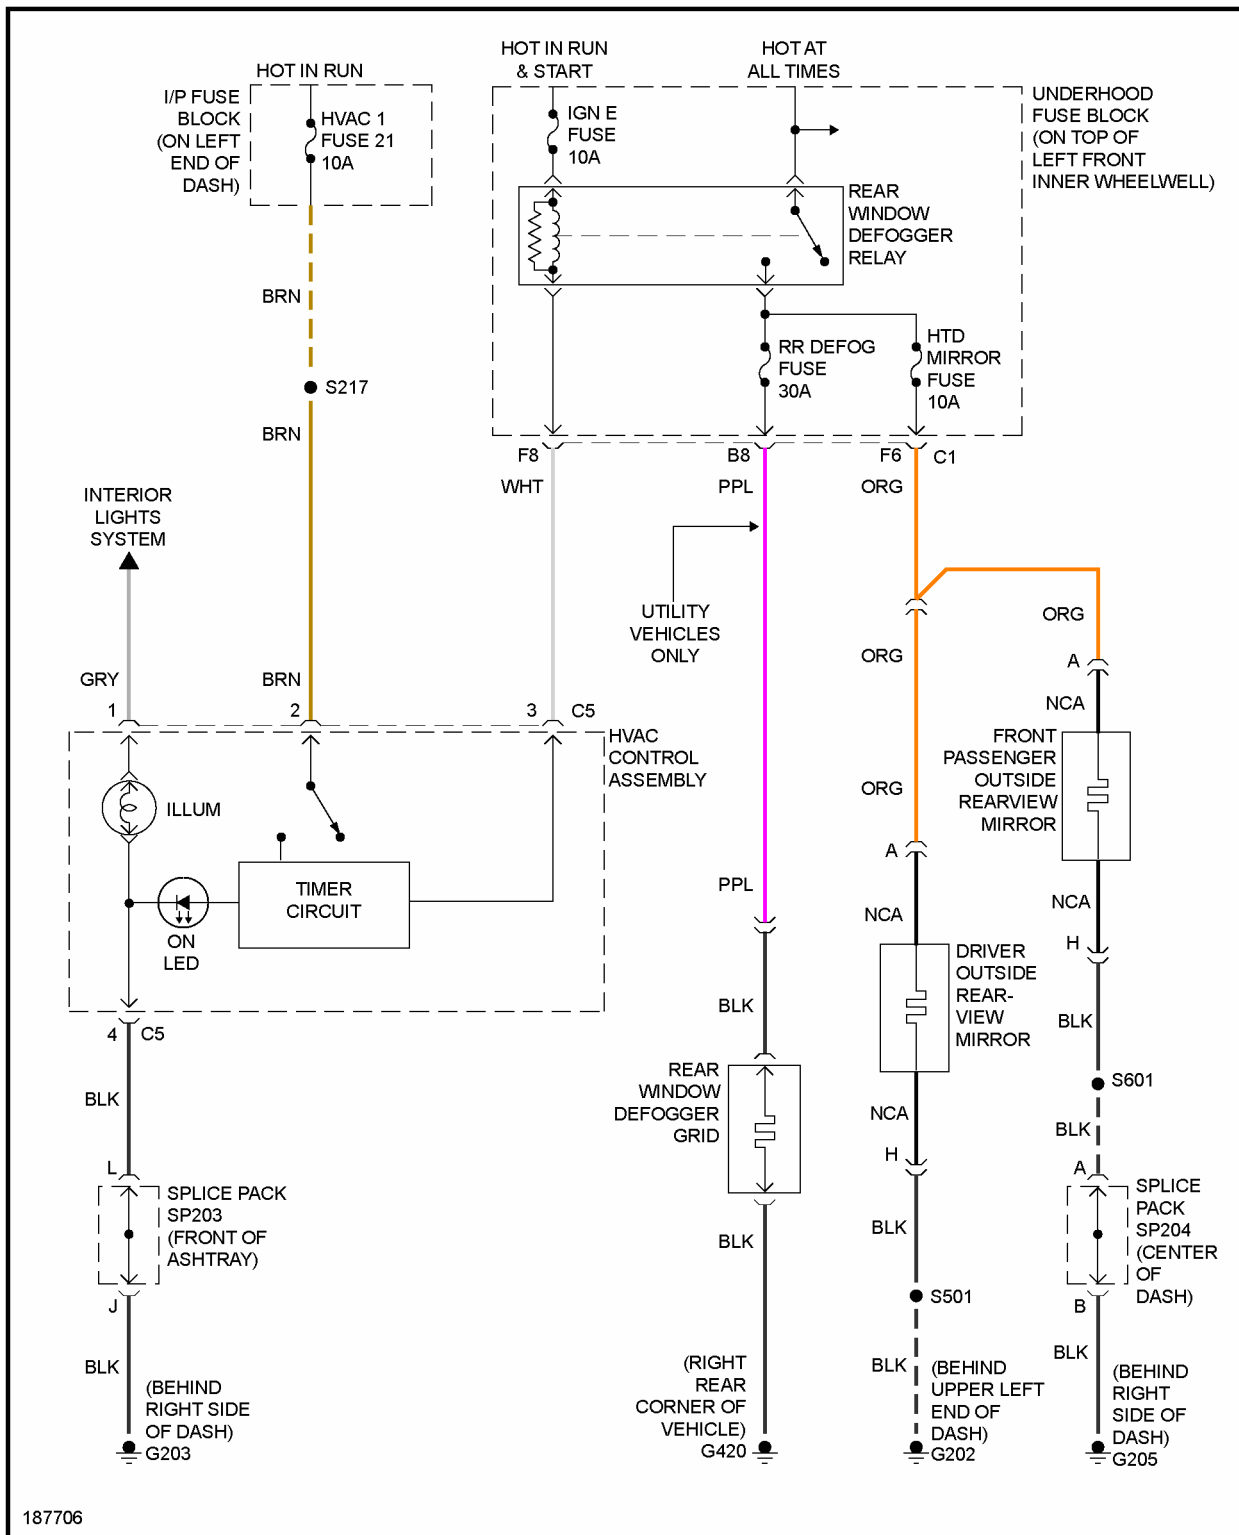 HOT IN RUN
I/P FUSE
BLOCK
(ON LEFT
END OF
DASH)
HVAC 1
FUSE 21
10A
HOT IN RUN
& START
HOT AT
ALL TIMES
IGN E
FUSE
10A
UNDERHOOD
FUSE BLOCK
(ON TOP OF
LEFT FRONT
INNER WHEELWELL)
REAR
WINDOW
DEFOGGER
RELAY
BRN
S217
BRN
RR DEFOG
FUSE
30A
HTD
MIRROR
FUSE
10A
F8
B8
F6
C1
WHT
PPL
ORG
INTERIOR
LIGHTS
SYSTEM
UTILITY
VEHICLES
ONLY
ORG
ORG
A
GRY
BRN
1
2
3
C5
NCA
HVAC
CONTROL
ASSEMBLY
FRONT
PASSENGER
OUTSIDE
REARVIEW
MIRROR
ORG
ILLUM
A
TIMER
CIRCUIT
ON
LED
PPL
NCA
NCA
H
DRIVER
OUTSIDE
REAR-
VIEW
MIRROR
BLK
BLK
4
C5
REAR
WINDOW
DEFOGGER
GRID
S601
BLK
NCA
BLK
H
L
A
SPLICE PACK
SP203
(FRONT OF
ASHTRAY)
SPLICE
PACK
SP204
(CENTER
OF
DASH)
BLK
BLK
S501
J
B
BLK
(BEHIND
RIGHT SIDE
OF DASH)
G203
(RIGHT
REAR
CORNER OF
VEHICLE)
G420
BLK
(BEHIND
UPPER LEFT
END OF
DASH)
G202
BLK
(BEHIND
RIGHT
SIDE OF
DASH)
G205
187706